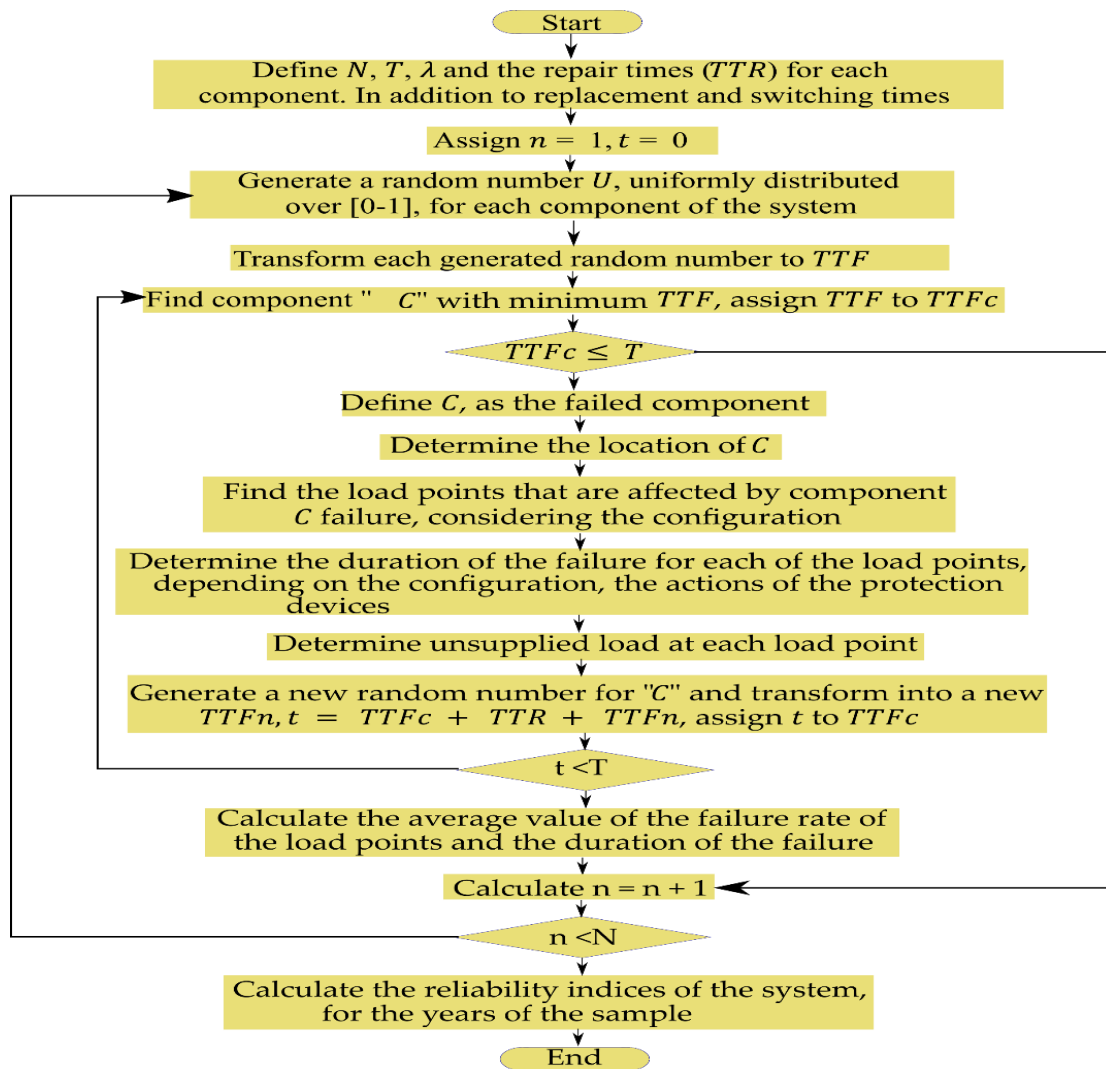 Start
Define N, T, λ and the repair times (TTR) for each
component. In addition to replacement and switching times
Assign n = 1, t = 0
Generate a random number U, uniformly distributed
over [0-1], for each component of the system
Transform each generated random number to TTF
Find component " C" with minimum TTF, assign TTF to TTFc
TTFc ≤ T
Define C, as the failed component
Determine the location of C
Find the load points that are affected by component
C failure, considering the configuration
Determine the duration of the failure for each of the load points,
depending on the configuration, the actions of the protection
devices
Determine unsupplied load at each load point
Generate a new random number for "C" and transform into a new
TTFn, t = TTFc + TTR + TTFn, assign t to TTFc
t <T
Calculate the average value of the failure rate of
the load points and the duration of the failure
Calculate n = n + 1
n <N
Calculate the reliability indices of the system,
for the years of the sample
End